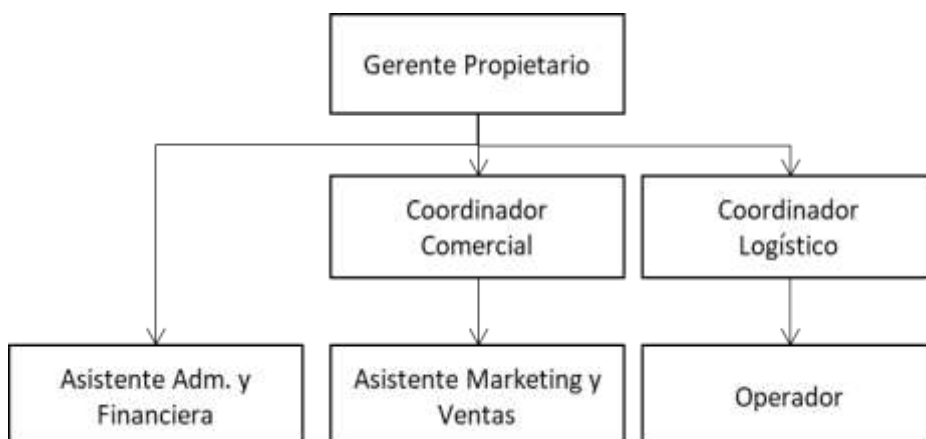 Gerente Propietario
Coordinador
Comercial
Coordinador
Logístico
Asistente Adm. y
Financiera
Asistente Marketing y
Ventas
Operador